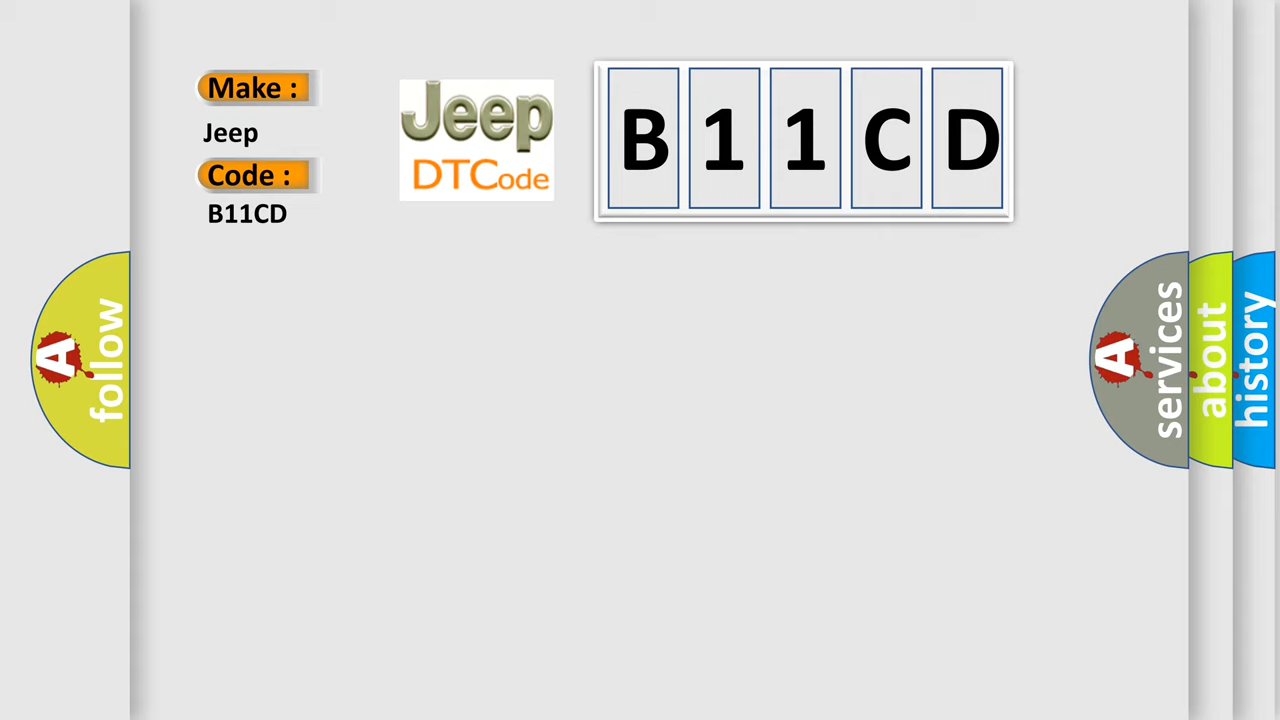 Make :
Jeep
Code :
B11CD
Jeep
DTCode
B 1 1 C D
A follow
A services
about
history